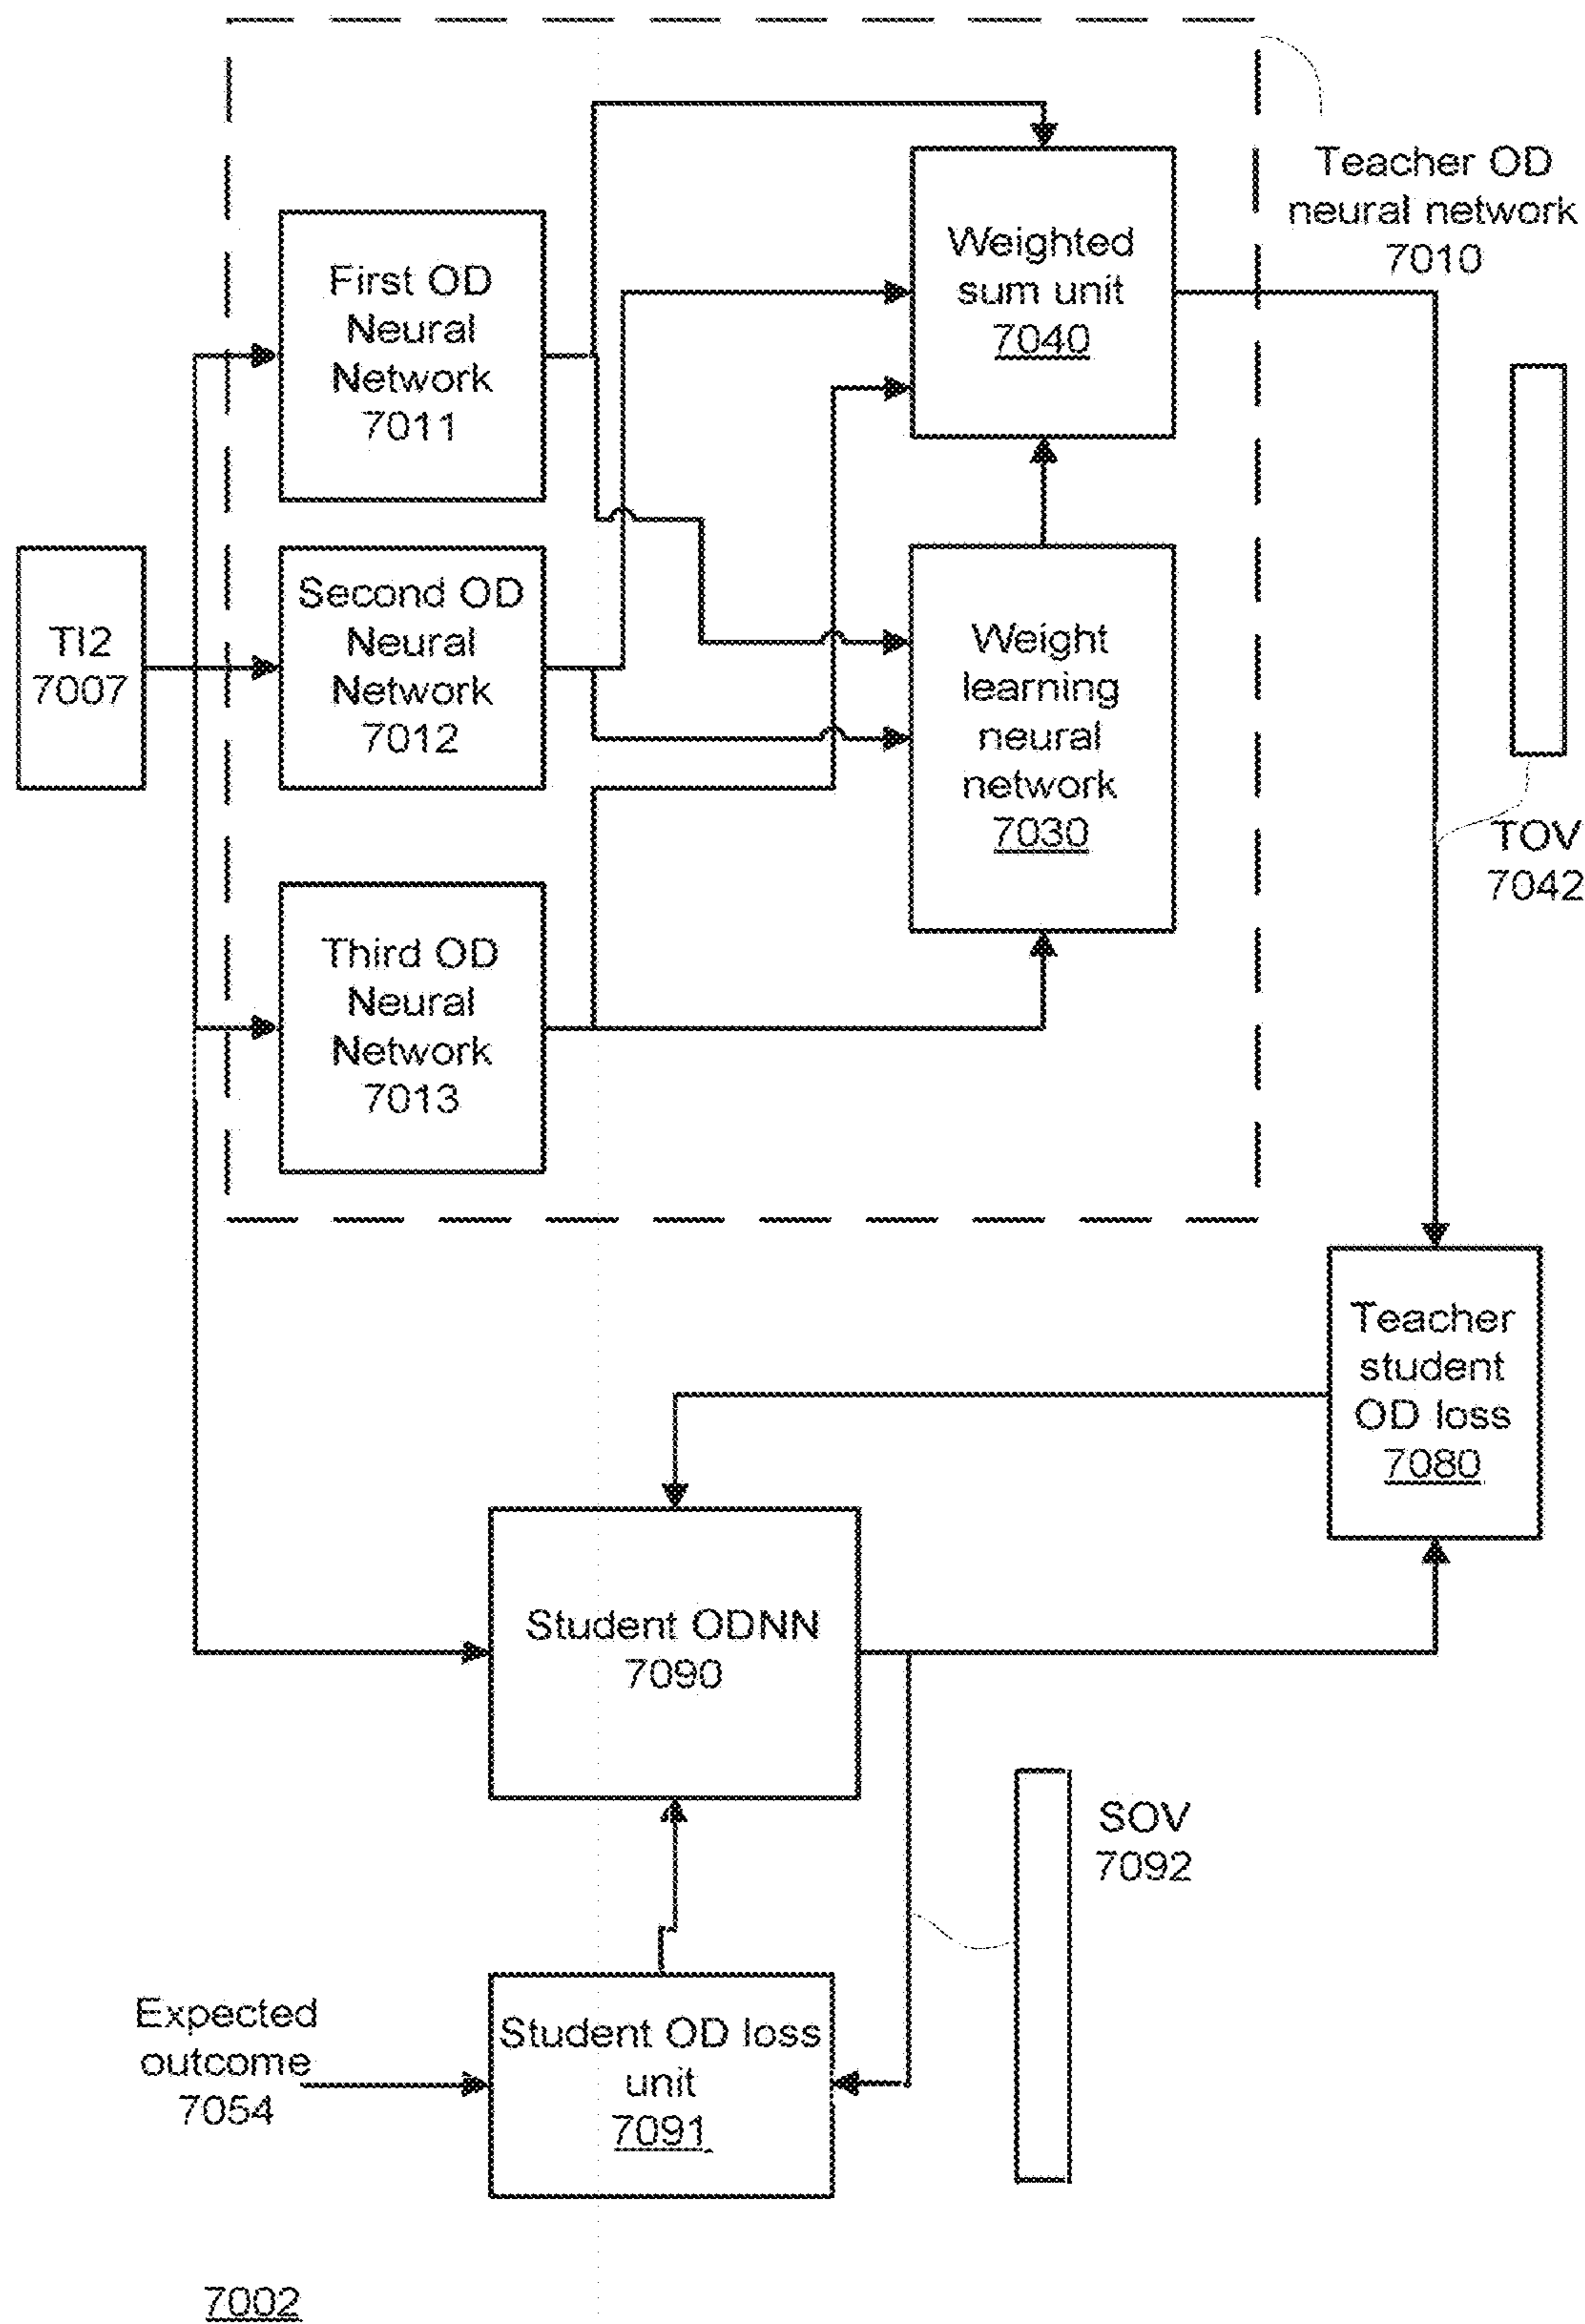 Teacher OD
neural network
7010
Weighted
sum unit
7040
First OD
Neural
Network
7011
TI2
7007
Second OD
Neural
Network
7012
Weight
learning
neural
network
7030
TOV
7042
Third OD
Neural
Network
7013
Teacher
student
OD loss
7080
Student ODNN
7090
SOV
7092
Expected
outcome
7054
Student OD loss
unit
7091
7002